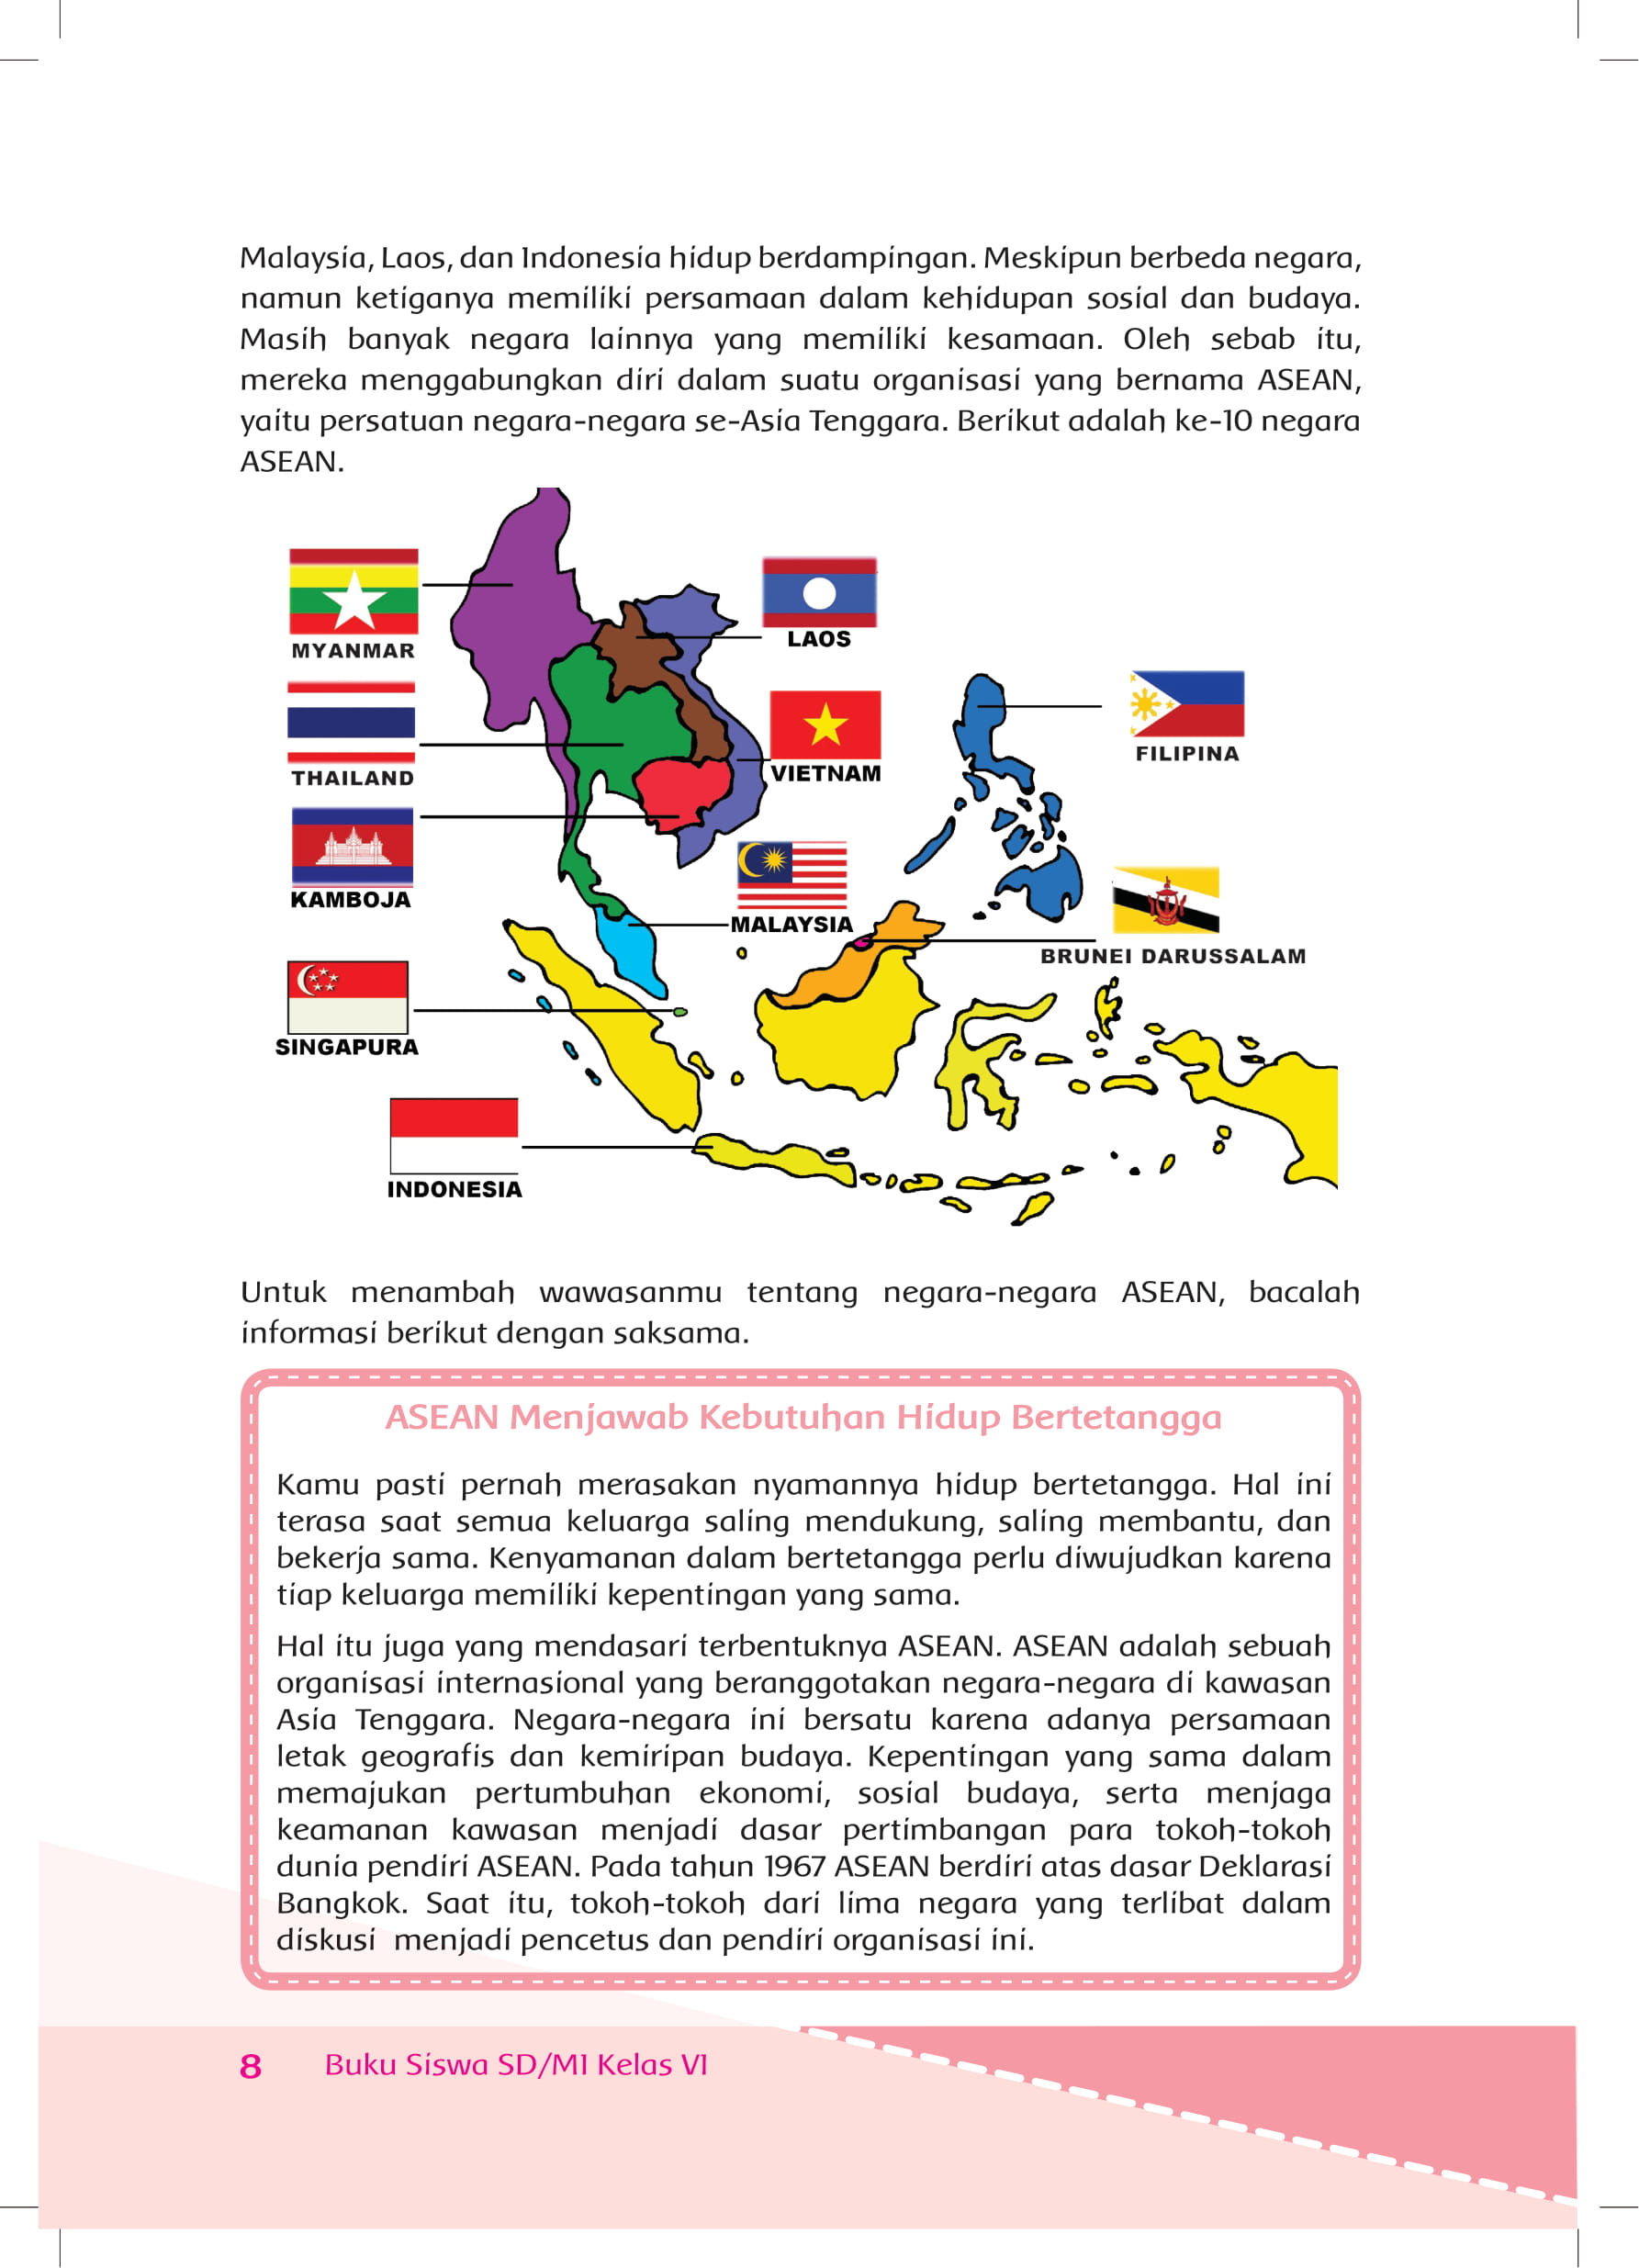 Malaysia, Laos, dan Indonesia hidup berdampingan. Meskipun berbeda negara,
namun ketiganya memiliki persamaan dalam kehidupan sosial dan budaya.
Masih banyak negara lainnya yang memiliki kesamaan. Oleh sebab itu,
mereka menggabungkan diri dalam suatu organisasi yang bernama ASEAN,
yaitu persatuan negara-negara se-Asia Tenggara. Berikut adalah ke-10 negara
ASEAN.
MYANMAR
LAOS
THAILAND
VIETNAM
FILIPINA
KAMBOJA
MALAYSIA
BRUNEI DARUSSALAM
SINGAPURA
INDONESIA
Untuk menambah wawasanmu tentang negara-negara ASEAN, bacalah
informasi berikut dengan saksama.
ASEAN Menjawab Kebutuhan Hidup Bertetangga
Kamu pasti pernah merasakan nyamannya hidup bertetangga. Hal ini
terasa saat semua keluarga saling mendukung, saling membantu, dan
bekerja sama. Kenyamanan dalam bertetangga perlu diwujudkan karena
tiap keluarga memiliki kepentingan yang sama.
Hal itu juga yang mendasari terbentuknya ASEAN. ASEAN adalah sebuah
organisasi internasional yang beranggotakan negara-negara di kawasan
Asia Tenggara. Negara-negara ini bersatu karena adanya persamaan
letak geografis dan kemiripan budaya. Kepentingan yang sama dalam
memajukan pertumbuhan ekonomi, sosial budaya, serta menjaga
keamanan kawasan menjadi dasar pertimbangan para tokoh-tokoh
dunia pendiri ASEAN. Pada tahun 1967 ASEAN berdiri atas dasar Deklarasi
Bangkok. Saat itu, tokoh-tokoh dari lima negara yang terlibat dalam
diskusi menjadi pencetus dan pendiri organisasi ini.
8 Buku Siswa SD/MI Kelas VI